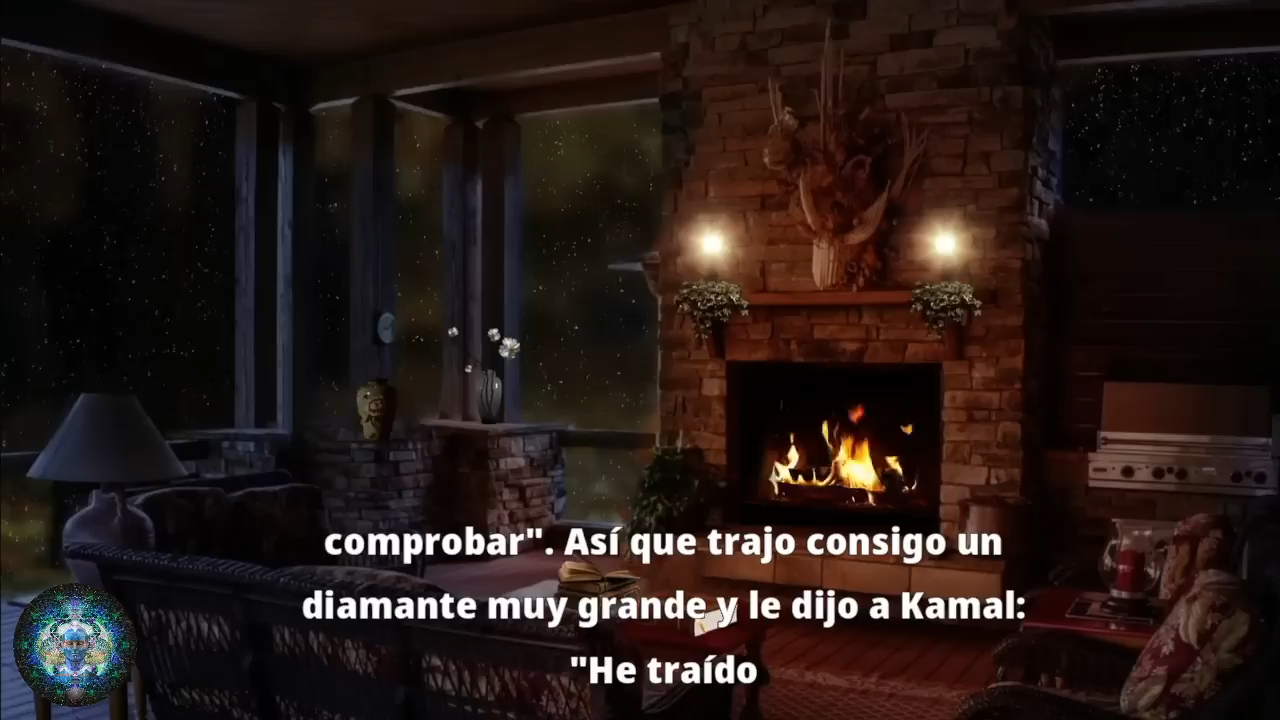 comprobar". Así que trajo consigo un
diamante muy grande y le dijo a Kamal:
"He traído